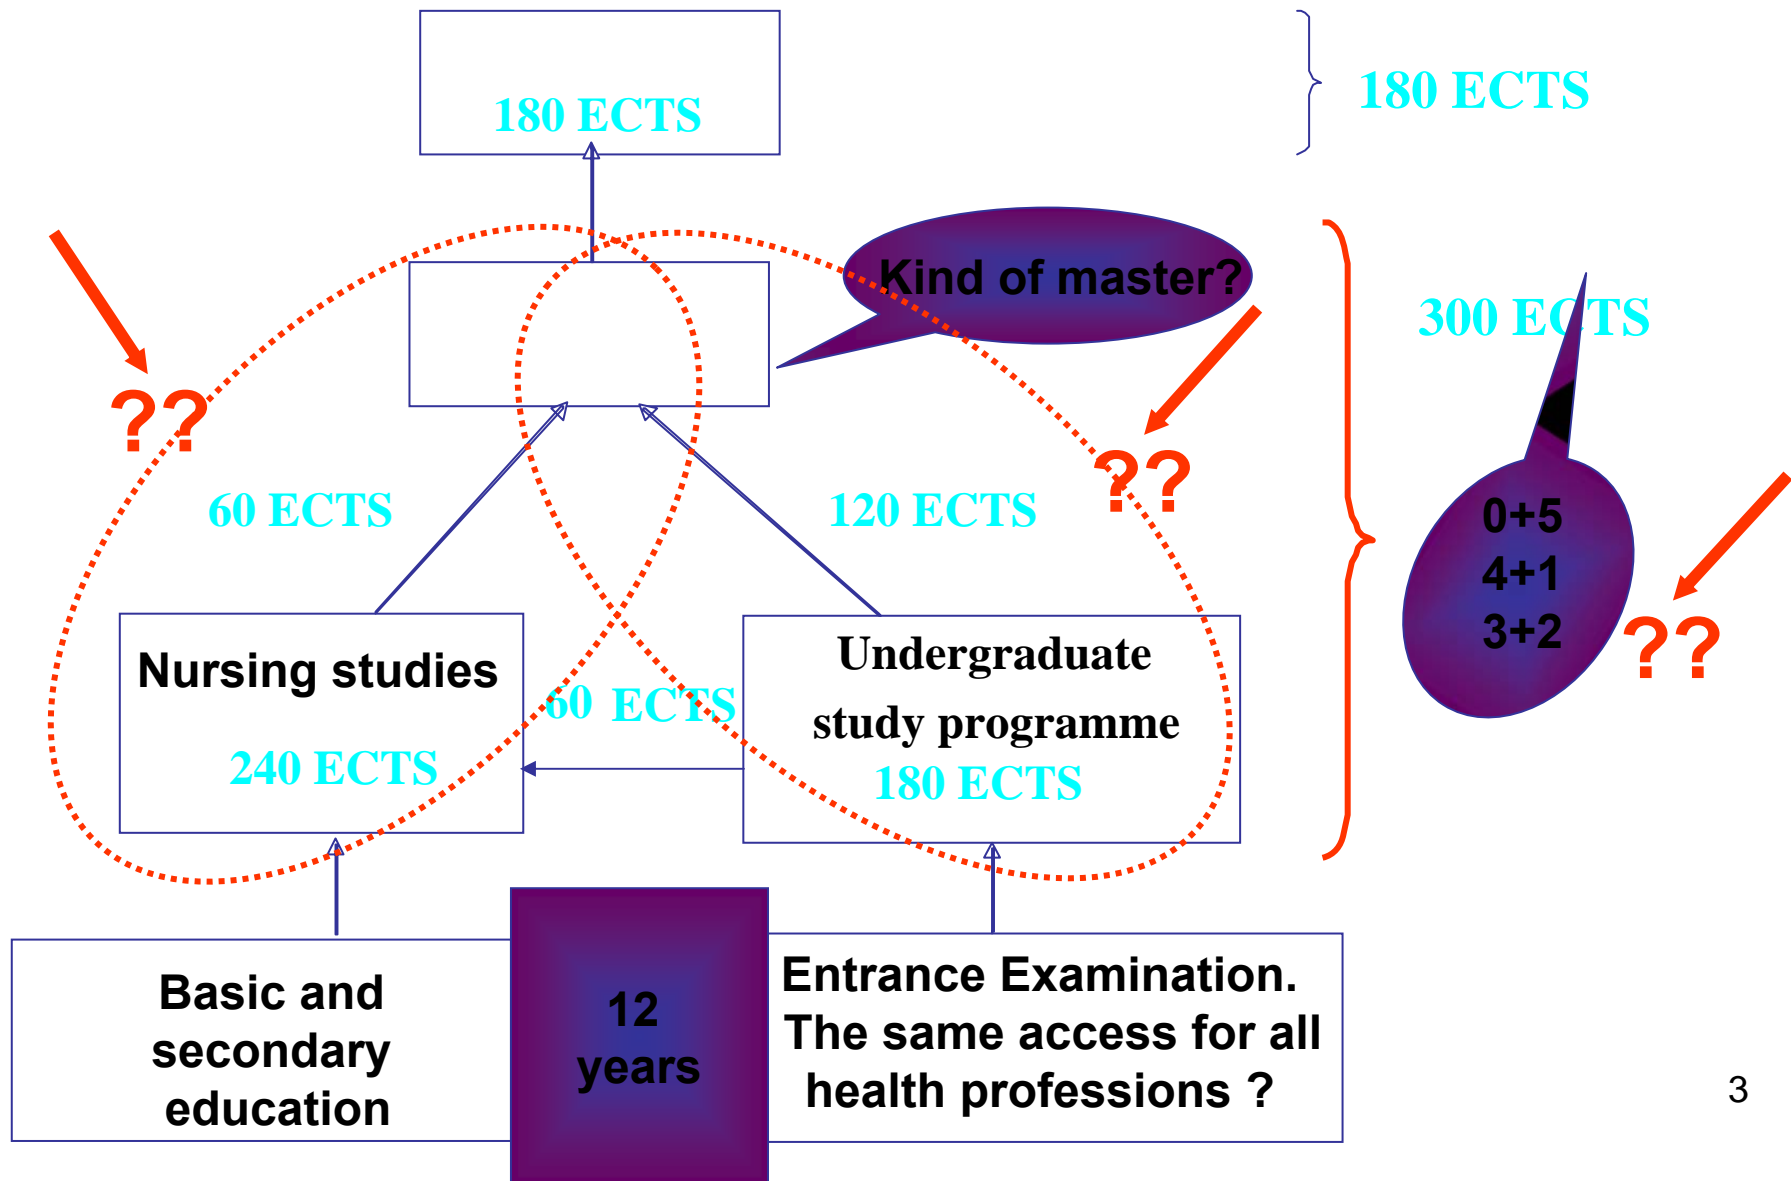 180 ECTS
180 ECTS
Kind of master?
300 ECTS
??
??
60 ECTS
120 ECTS
0+5
4+1
3+2
??
Nursing studies
240 ECTS
60 ECTS
Undergraduate
study programme
180 ECTS
Basic and
secondary
education
12
years
Entrance Examination.
The same access for all
health professions ?
3